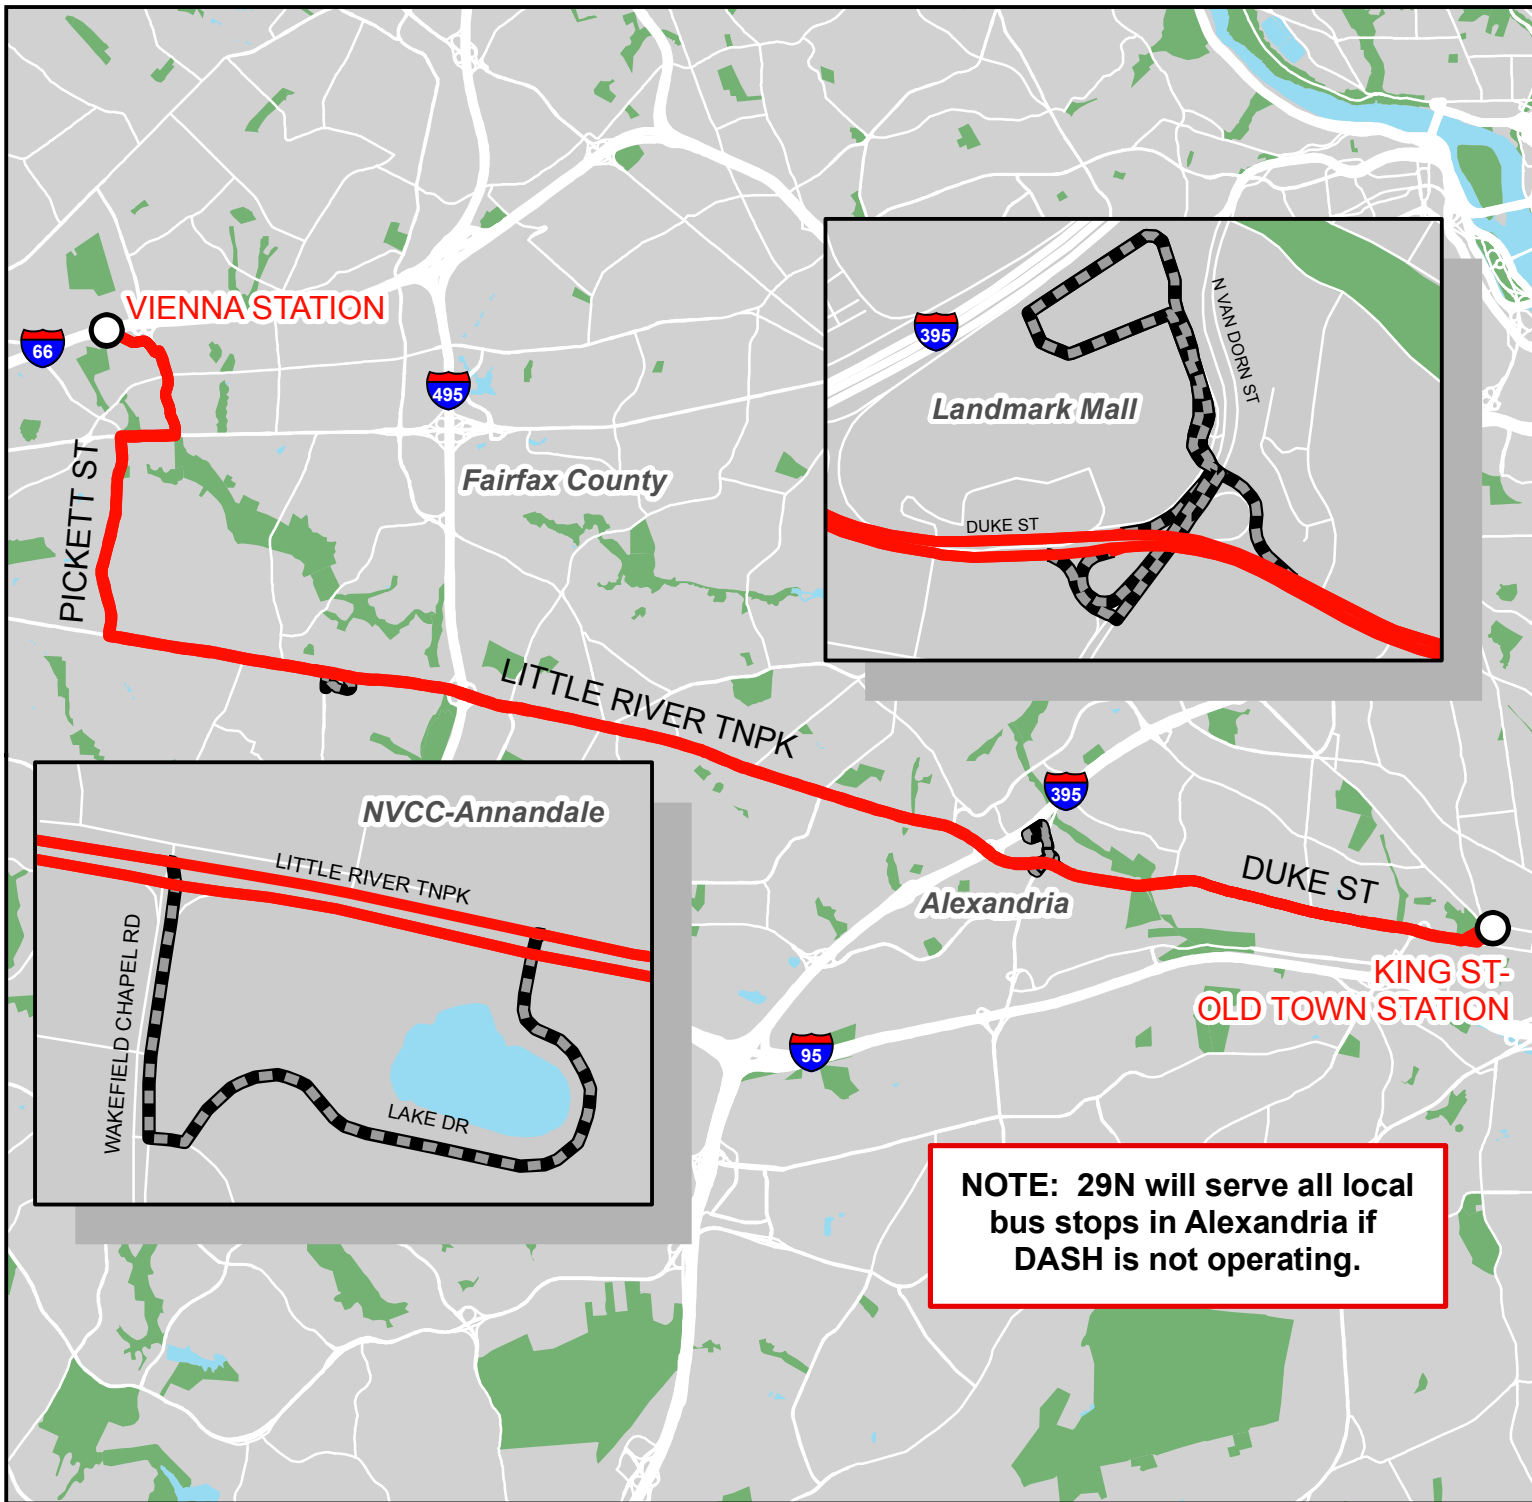 VIENNA STATION
66
495
PICKETT ST
Fairfax County
395
N VAN DORN ST
Landmark Mall
DUKE ST
LITTLE RIVER TNPK
395
NVCC-Annandale
LITTLE RIVER TNPK
WAKEFIELD CHAPEL RD
LAKE DR
Alexandria
DUKE ST
KING ST-
OLD TOWN STATION
95
NOTE:  29N will serve all local
bus stops in Alexandria if
DASH is not operating.